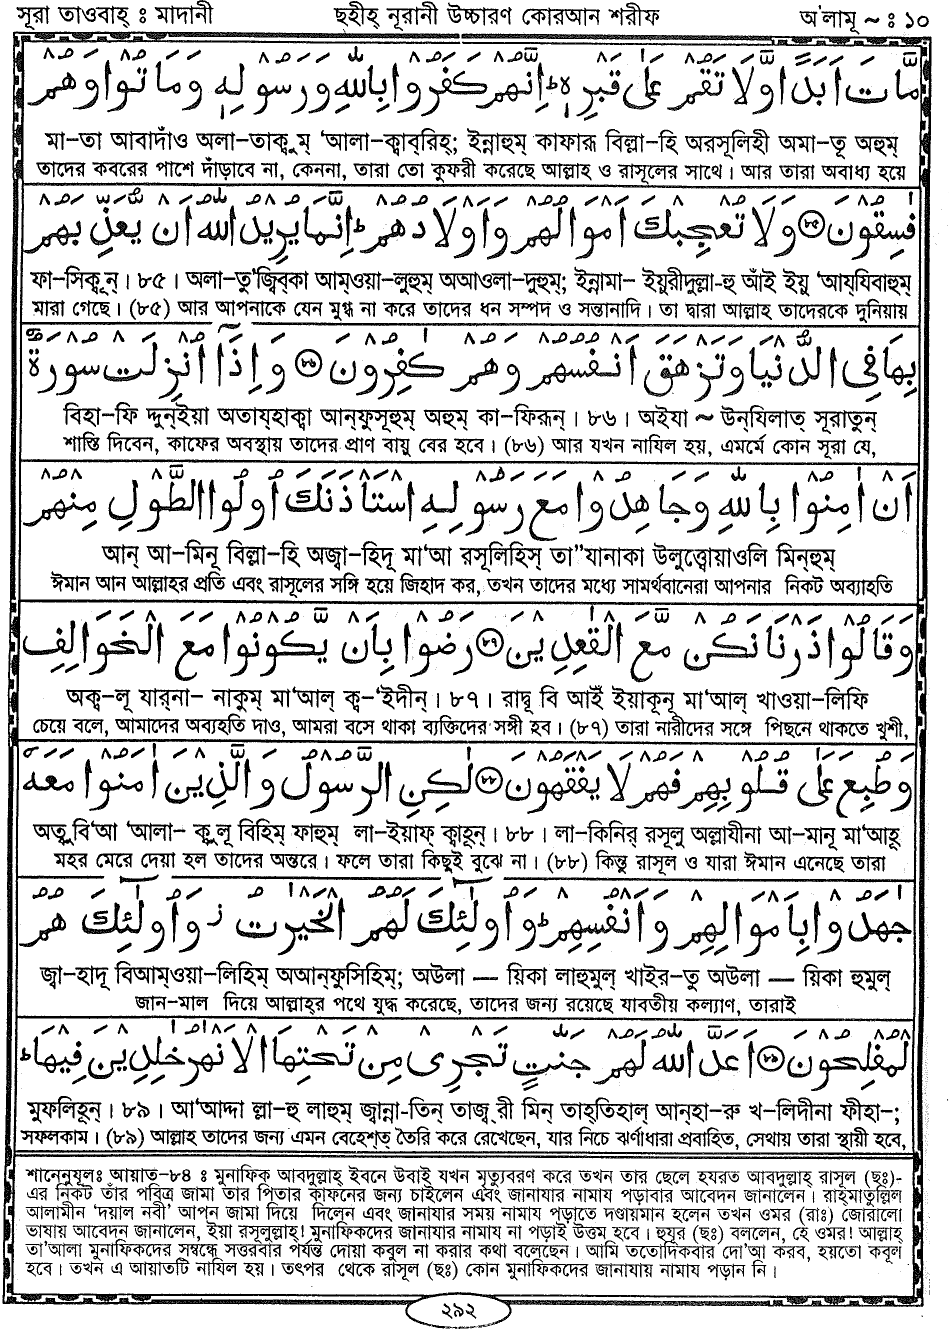 সূরা তাওবাহ্ ঃ মাদানী ছহীহ্ নূরানী উচ্চারণ কোরআন শরীফ অ'লামূ ~ ঃ ১০
مَّاتَ اَبَدًا وَّلَا تَقُمْ عَلٰى قَبْرِهٖ ؕ اِنَّهُمْ كَفَرُوْا بِاللّٰهِ وَرَسُوْلِهٖ وَمَا تُوْا وَهُمْ
মা–তা আবাদাঁও অলা–তাক্বুম্ 'আলা–ক্বাব্‌রিহ্; ইন্নাহুম্ কাফারূ বিল্লা–হি অরসূলিহী অমা–তূ অহুম্
তাদের কবরের পাশে দাঁড়াবে না, কেননা, তারা তো কুফরী করেছে আল্লাহ ও রাসূলের সাথে। আর তারা অবাধ্য হয়ে
فٰسِقُوْنَ ﴿۸۵﴾ وَلَا تُعْجِبْكَ اَمْوَالُهُمْ وَاَوْلَادُهُمْ ؕ اِنَّمَا يُرِيْدُ اللّٰهُ اَنْ يُّعَذِّبَهُمْ
ফা–সিক্বূন্। ৮৫। অলা–তু'জ্বিব্‌কা আম্ওয়া–লুহুম্ অআওলা–দুহুম্; ইন্নামা– ইয়ুরীদুল্লা-হু আঁই ইয়ু 'আয্‌যিবাহুম্
মারা গেছে। (৮৫) আর আপনাকে যেন মুগ্ধ না করে তাদের ধন সম্পদ ও সন্তানাদি। তা দ্বারা আল্লাহ তাদেরকে দুনিয়ায়
بِهَا فِى الدُّنْيَا وَتَزْهَقَ اَنْفُسُهُمْ وَهُمْ كٰفِرُوْنَ ﴿۸۶﴾ وَاِذَآ اُنْزِلَتْ سُوْرَةٌ
বিহা–ফি দ্দুন্ইয়া অতায্‌হাক্বা আন্‌ফুসূহুম্ অহুম্ কা–ফিরূন্। ৮৬। অইযা ~ উন্‌যিলাত্ সূরাতুন্
শাস্তি দিবেন, কাফের অবস্থায় তাদের প্রাণ বায়ু বের হবে। (৮৬) আর যখন নাযিল হয়, এমর্মে কোন সূরা যে,
اَنْ اٰمِنُوْا بِاللّٰهِ وَجَاهِدُوْا مَعَ رَسُوْلِهِ اسْتَاْذَنَكَ اُولُوا الطَّوْلِ مِنْهُمْ
আন্ আ–মিনূ বিল্লা–হি অজ্বা–হিদূ মা'আ রসূলিহিস্ তা"যানাকা উলুত্ত্বোয়াওলি মিন্‌হুম্
ঈমান আন আল্লাহর প্রতি এবং রাসূলের সঙ্গি হয়ে জিহাদ কর, তখন তাদের মধ্যে সামর্থবানেরা আপনার নিকট অব্যাহতি
وَقَالُوْا ذَرْنَا نَكُنْ مَّعَ الْقٰعِدِيْنَ ﴿۸۷﴾ رَضُوْا بِاَنْ يَّكُوْنُوْا مَعَ الْخَوَالِفِ
অক্ব–লূ যার্‌না– নাকুম্ মা'আল্ ক্ব–'ইদীন্। ৮৭। রাদ্বূ বি আইঁ ইয়াকূনূ মা'আল্ খাওয়া–লিফি
চেয়ে বলে, আমাদের অব্যহতি দাও, আমরা বসে থাকা ব্যক্তিদের সঙ্গী হব। (৮৭) তারা নারীদের সঙ্গে পিছনে থাকতে খুশী,
وَطُبِعَ عَلٰى قُلُوْبِهِمْ فَهُمْ لَا يَفْقَهُوْنَ ﴿۸۸﴾ لٰكِنِ الرَّسُوْلُ وَالَّذِيْنَ اٰمَنُوْا مَعَهٗ
অত্বুবি'আ 'আলা– ক্বুলূ বিহিম্ ফাহুম্ লা–ইয়াফ্ ক্বাহূন্। ৮৮। লা–কিনির্ রসূলু অল্লাযীনা আ–মানূ মা'আহূ
মহর মেরে দেয়া হল তাদের অন্তরে। ফলে তারা কিছুই বুঝে না। (৮৮) কিন্তু রাসূল ও যারা ঈমান এনেছে তারা
جٰهَدُوْا بِاَمْوَالِهِمْ وَاَنْفُسِهِمْ ؕ وَاُولٰٓئِكَ لَهُمُ الْخَيْرٰتُ ز وَاُولٰٓئِكَ هُمُ
জ্বা–হাদূ বিআম্ওয়া–লিহিম্ অআন্‌ফুসিহিম্; অউলা — য়িকা লাহুমুল্ খাইর–তু অউলা — য়িকা হুমুল্
জান–মাল দিয়ে আল্লাহ্‌র পথে যুদ্ধ করেছে, তাদের জন্য রয়েছে যাবতীয় কল্যাণ, তারাই
الْمُفْلِحُوْنَ ﴿۸۹﴾ اَعَدَّ اللّٰهُ لَهُمْ جَنّٰتٍ تَجْرِىْ مِنْ تَحْتِهَا الْاَنْهٰرُ خٰلِدِيْنَ فِيْهَا ؕ
মুফলিহূন্। ৮৯। আ'আদ্দা ল্লা–হু লাহুম্ জ্বান্না-তিন্ তাজ্বরী মিন্ তাহ্‌তিহাল্ আন্‌হা–রু খ–লিদীনা ফীহা–;
সফলকাম। (৮৯) আল্লাহ তাদের জন্য এমন বেহেশ্ত্ তৈরি করে রেখেছেন, যার নিচে ঝর্ণাধারা প্রবাহিত, সেথায় তারা স্থায়ী হবে,
শানেনুযূলঃ আয়াত–৮৪ ঃ মুনাফিক আবদুল্লাহ্ ইবনে উবাই যখন মৃত্যুবরণ করে তখন তার ছেলে হযরত আবদুল্লাহ্ রাসূল (ছঃ)-
এর নিকট তাঁর পবিত্র জামা তার পিতার কাফনের জন্য চাইলেন এবং জানাযার নামায পড়াবার আবেদন জানালেন। রাহমাতুল্লিল
আলামীন 'দয়াল নবী' আপন জামা দিয়ে দিলেন এবং জানাযার সময় নামায পড়াতে দণ্ডায়মান হলেন তখন ওমর (রাঃ) জোরালো
ভাষায় আবেদন জানালেন, ইয়া রসূলুল্লাহ্! মুনাফিকদের জানাযার নামায না পড়াই উত্তম হবে। হুযূর (ছঃ) বললেন, হে ওমর! আল্লাহ্
তা'আলা মুনাফিকদের সম্বন্ধে সত্তরবার পর্যন্ত দোয়া কবূল না করার কথা বলেছেন। আমি ততোদিকবার দো'আ করব, হয়তো কবূল
হবে। তখন এ আয়াতটি নাযিল হয়। তৎপর থেকে রাসূল (ছঃ) কোন মুনাফিকদের জানাযায় নামায পড়ান নি।
২৯২